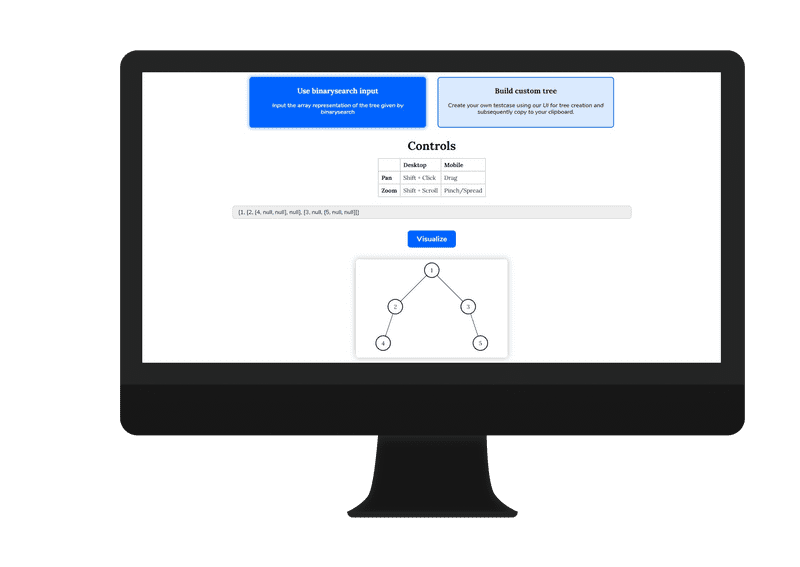 Use binarysearch input
Input the array representation of the tree given by
binarysearch
Build custom tree
Create your own testcase using our UI for tree creation and
subsequently copy to your clipboard.
Controls
Desktop Mobile
Pan Shift + Click Drag
Zoom Shift + Scroll Pinch/Spread
[1, [2, [4, null, null], null], [3, null, [5, null, null]]]
Visualize
1
2 3
4 5